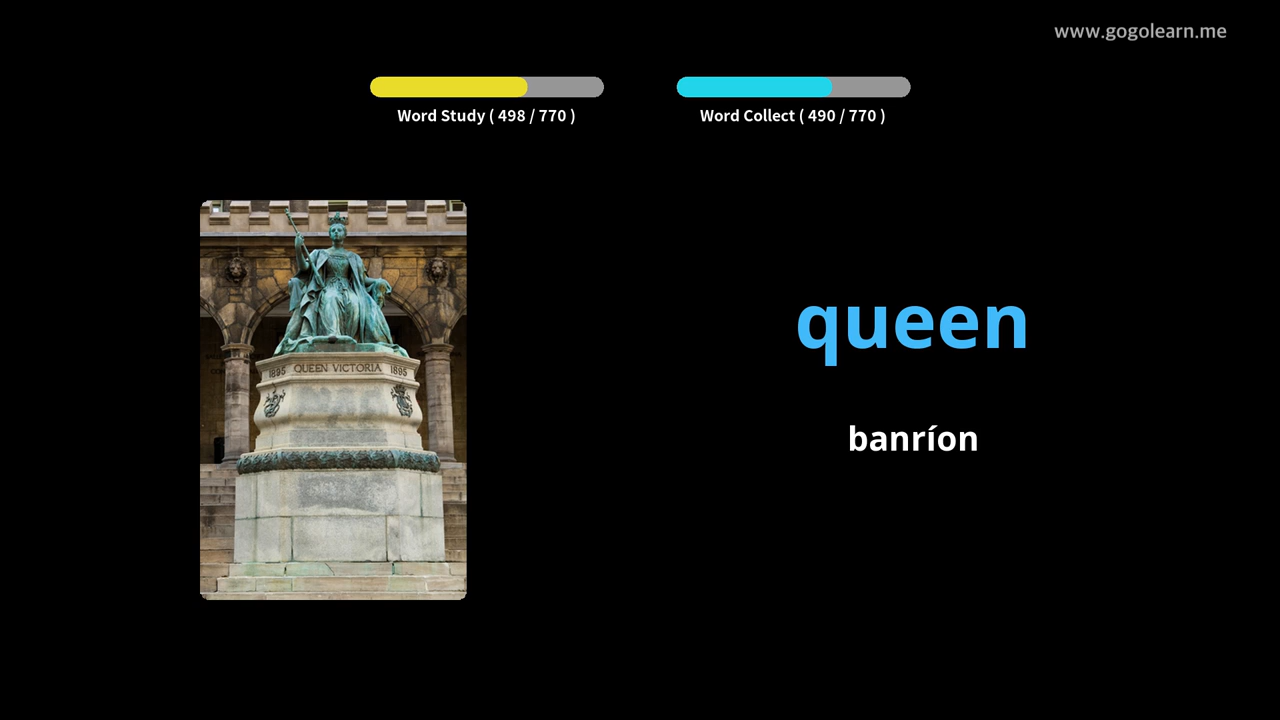 www.gogolearn.me
Word Study ( 498 / 770 )
Word Collect ( 490 / 770 )
1895 QUEEN VICTORIA 1895
queen
banríon